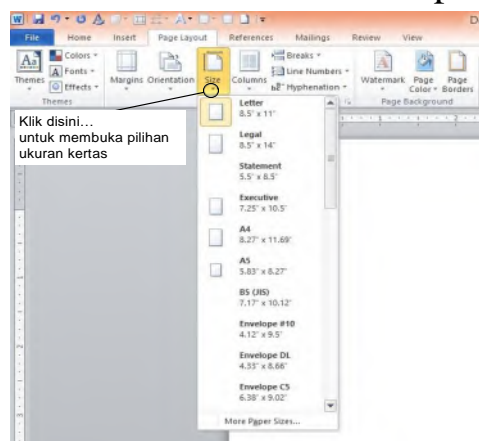 D
File Home Insert Page Layout References Mailings Review View
Aa Themes
Colors
Fonts
Effects
Margins Orientation Size Columns
Breaks
Line Numbers
Hyphenation
Watermark Page Color Page Borders
Themes
Page Background
Klik disini…
untuk membuka pilihan
ukuran kertas
Letter
8.5" x 11"
Legal
8.5" x 14"
Statement
5.5" x 8.5"
Executive
7.25" x 10.5"
A4
8.27" x 11.69"
A5
5.83" x 8.27"
B5 (JIS)
7.17" x 10.12"
Envelope #10
4.12" x 9.5"
Envelope DL
4.33" x 8.66"
Envelope C5
6.38" x 9.02"
More Paper Sizes...